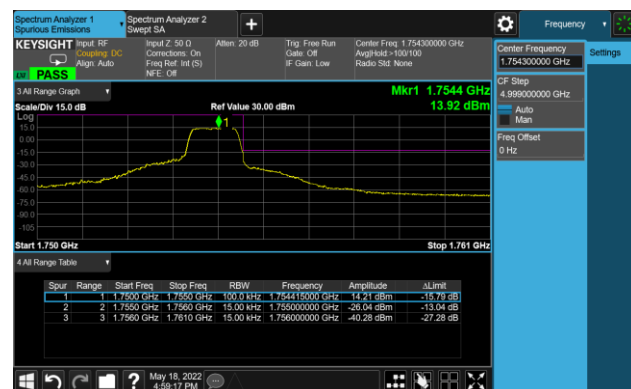 Spectrum Analyzer 1
Spurious Emissions
Spectrum Analyzer 2
Swept SA
+
Frequency
KEYSIGHT
Input: RF
Coupling: DC
Align: Auto
Input Z: 50 Ω
Corrections: On
Freq Ref: Int (S)
NFE: Off
Atten: 20 dB
Trig: Free Run
Gate: Off
IF Gain: Low
Center Freq: 1.754300000 GHz
Avg|Hold:>100/100
Radio Std: None
PASS
Center Frequency
1.754300000 GHz
Settings
CF Step
4.999000000 GHz
Auto
Man
Freq Offset
0 Hz
3 All Range Graph
Mkr1 1.7544 GHz
Scale/Div 15.0 dB
Ref Value 30.00 dBm
13.92 dBm
Log
1
15.0
0.00
-15.0
-30.0
-45.0
-60.0
-75.0
-90.0
-105
Start 1.750 GHz
Stop 1.761 GHz
4 All Range Table
Spur Range Start Freq Stop Freq RBW Frequency Amplitude ΔLimit
1 1 1.7500 GHz 1.7550 GHz 100.0 kHz 1.754415000 GHz 14.21 dBm -15.79 dB
2 2 1.7550 GHz 1.7560 GHz 15.00 kHz 1.755000000 GHz -26.04 dBm -13.04 dB
3 3 1.7560 GHz 1.7610 GHz 15.00 kHz 1.756000000 GHz -40.28 dBm -27.28 dB
?
May 18, 2022
4:59:17 PM